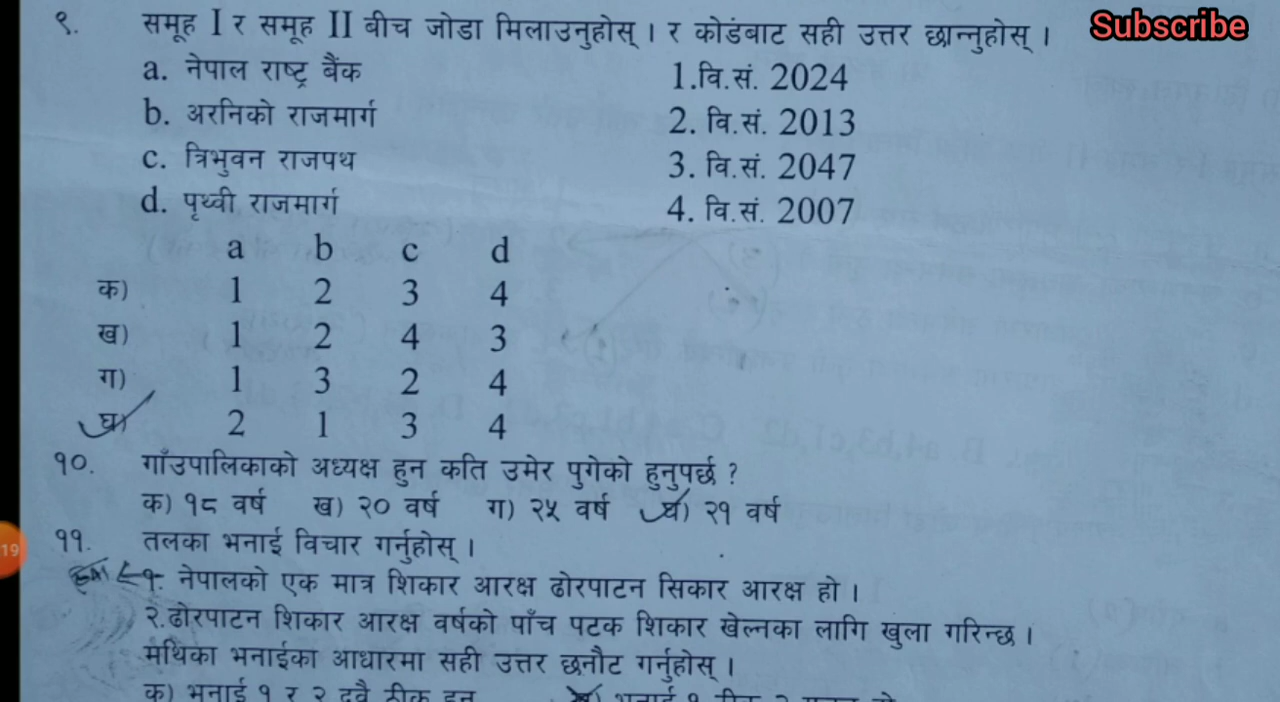 Subscribe
९. समूह I र समूह II बीच जोडा मिलाउनुहोस् । र कोडंबाट सही उत्तर छान्नुहोस् ।
a. नेपाल राष्ट्र बैंक 1.वि.सं. 2024
b. अरनिको राजमार्ग 2. वि.सं. 2013
c. त्रिभुवन राजपथ 3. वि.सं. 2047
d. पृथ्वी राजमार्ग 4. वि.सं. 2007
a b c d
क) 1 2 3 4
ख) 1 2 4 3
ग) 1 3 2 4
घ) 2 1 3 4
१०. गाँउपालिकाको अध्यक्ष हुन कति उमेर पुगेको हुनुपर्छ ?
क) १८ वर्ष ख) २० वर्ष ग) २५ वर्ष घ) २१ वर्ष
19
११. तलका भनाई विचार गर्नुहोस् ।
१. नेपालको एक मात्र शिकार आरक्ष ढोरपाटन सिकार आरक्ष हो ।
२.ढोरपाटन शिकार आरक्ष वर्षको पाँच पटक शिकार खेल्नका लागि खुला गरिन्छ ।
मथिका भनाईका आधारमा सही उत्तर छनौट गर्नुहोस् ।
क) भनाई १ र २ दुवै ठीक हुन